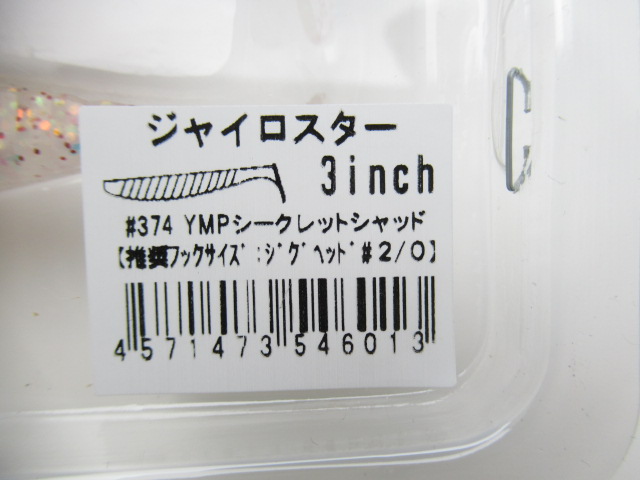 ジャイロスター
3inch
#374 YMPシークレットシャッド
【推奨フックサイズ:ジグヘッド#2/0】
4571473546013